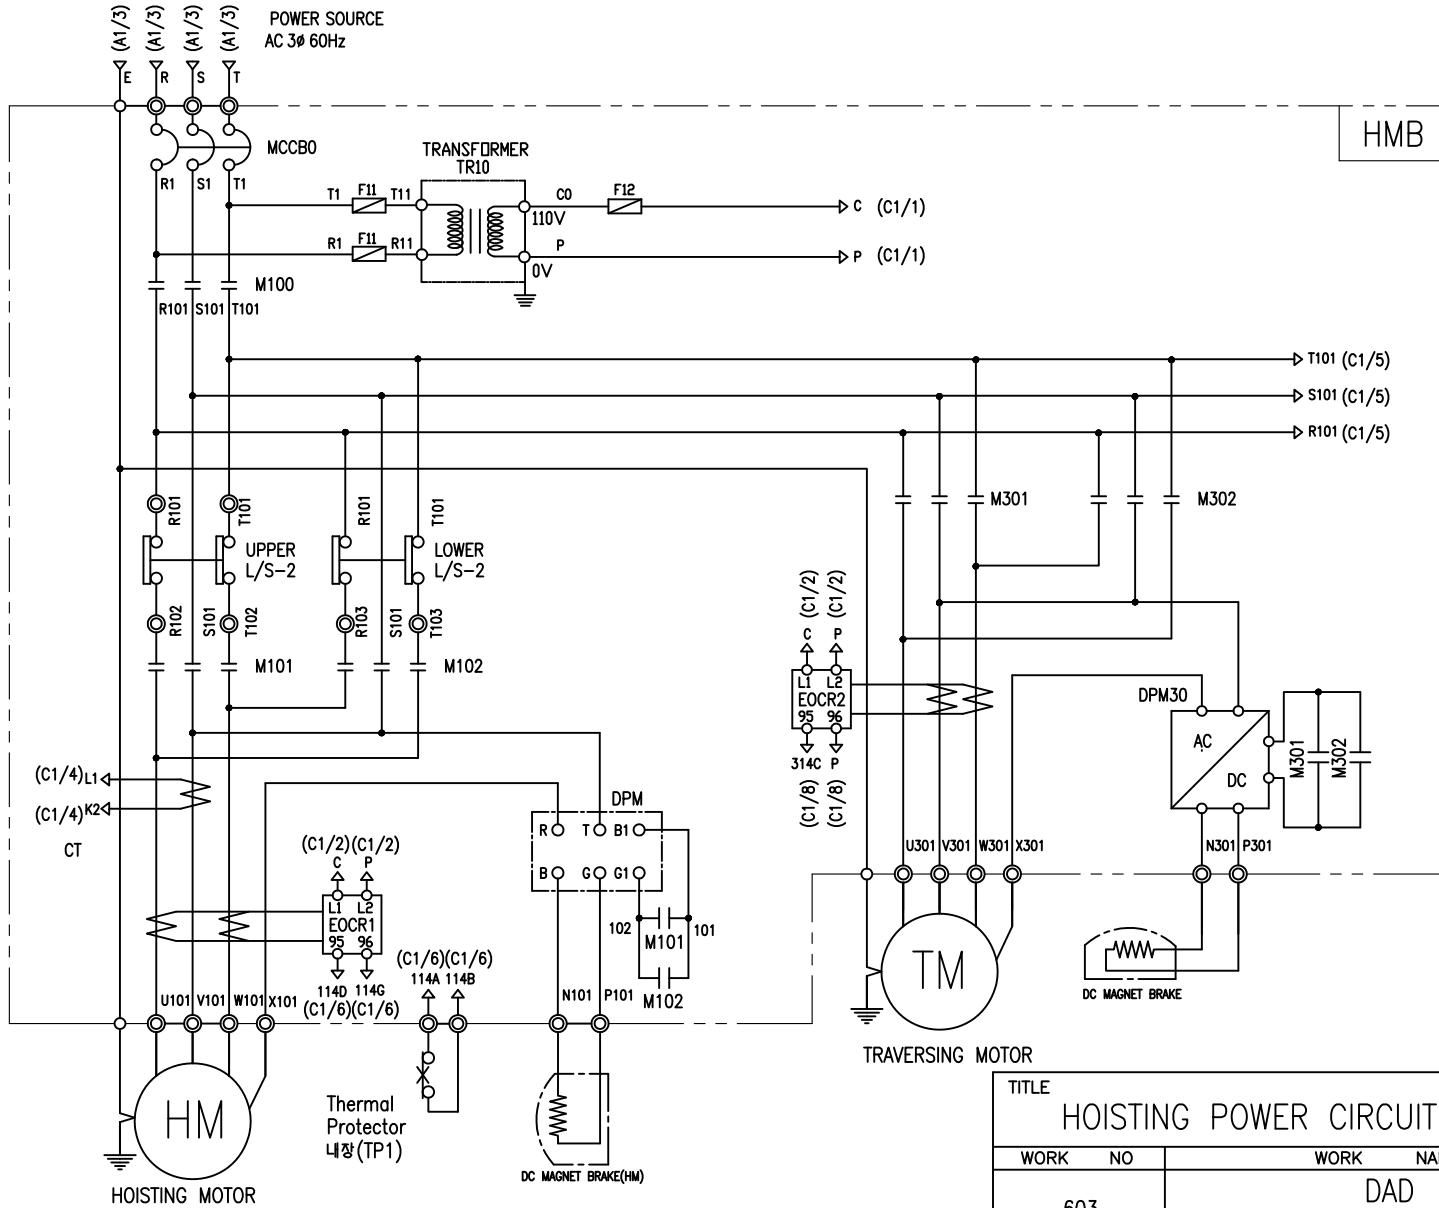 (A1/3) (A1/3) (A1/3) (A1/3)
POWER SOURCE
AC 3ø 60Hz
E R S T
HMB
MCCB0
R1 S1 T1
TRANSFORMER
TR10
T1 F11 T11
C0 F12
110V
C (C1/1)
R1 F11 R11
P
0V
P (C1/1)
M100
R101 S101 T101
T101 (C1/5)
S101 (C1/5)
R101 (C1/5)
R101 T101 R101 T101
M301 M302
UPPER
L/S-2
LOWER
L/S-2
R102 S101 T102 R103 S101 T103
M101 M102
(C1/2) (C1/2)
C P
L1 L2
EOCR2
95 96
314C P
(C1/8) (C1/8)
DPM30
AC
DC
M301 M302
(C1/4) L1
(C1/4) K2
CT
DPM
R T B1
B G G1
102 101
M101
M102
U301 V301 W301 X301
N301 P301
(C1/2) (C1/2)
C P
L1 L2
EOCR1
95 96
114D 114G
(C1/6) (C1/6)
(C1/6) (C1/6)
114A 114B
U101 V101 W101 X101
N101 P101
TM
DC MAGNET BRAKE
TRAVERSING MOTOR
HM
Thermal
Protector
내장(TP1)
DC MAGNET BRAKE(HM)
HOISTING MOTOR
TITLE
HOISTING POWER CIRCUIT
WORK NO
WORK NA
DAD
603